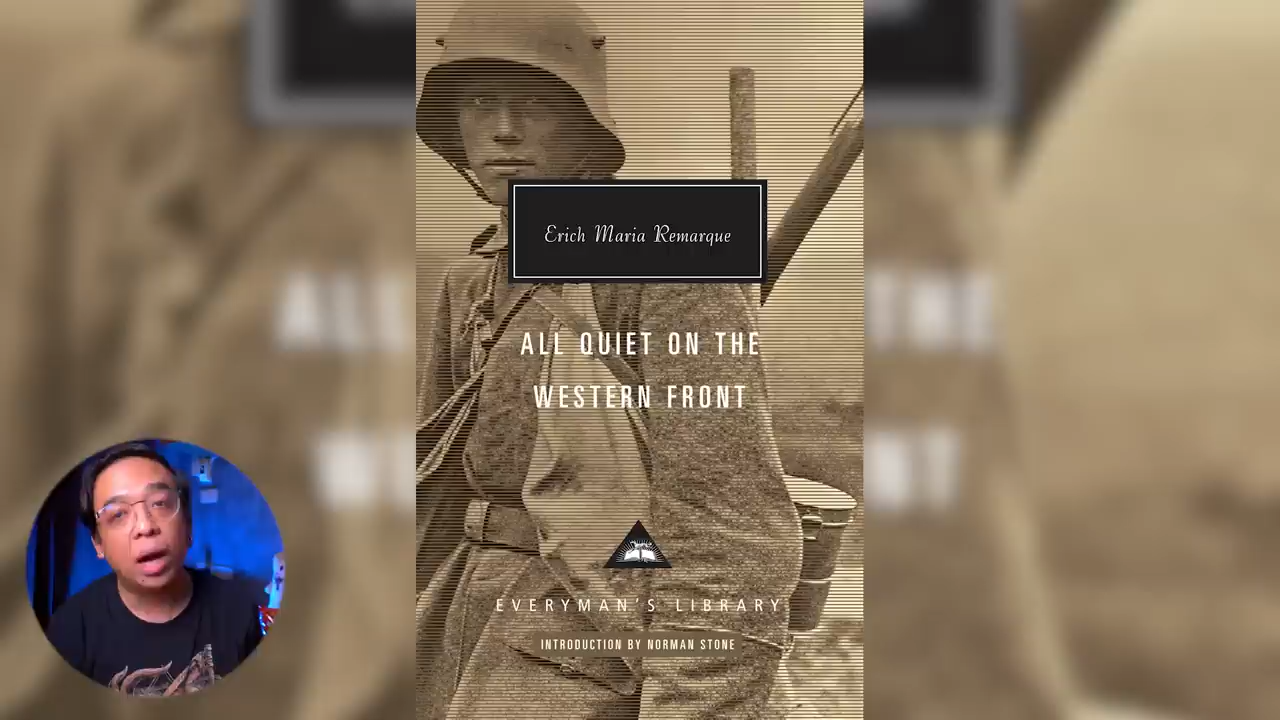 Erich Maria Remarque
ALL QUIET ON THE
WESTERN FRONT
EVERYMAN'S LIBRARY
INTRODUCTION BY NORMAN STONE